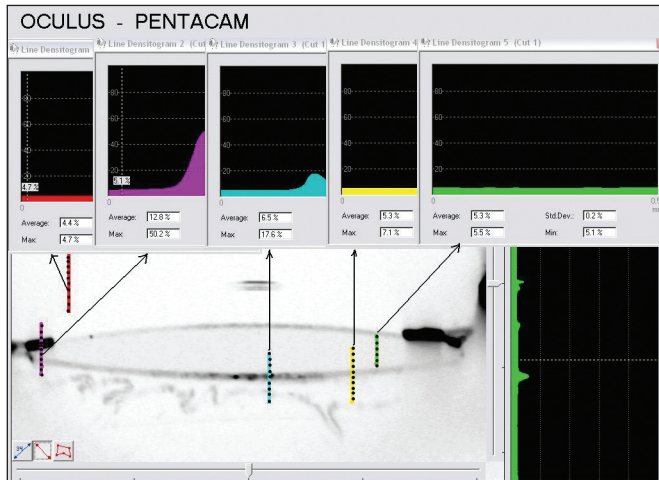 OCULUS - PENTACAM
Line Densitogram
Line Densitogram 2 (Cut
Line Densitogram 3 (Cut 1
Line Densitogram 4
Line Densitogram 5 (Cut 1)
80
80
80
80
60
60
60
60
40
40
40
40
20
20
20
20
4.7 %
5.1 %
0
0
0
0
0
0.5
Average: 4.4 %
Max: 4.7 %
Average: 12.8 %
Max: 50.2 %
Average: 6.5 %
Max: 17.6 %
Average: 5.3 %
Max: 7.1 %
Average: 5.3 %
Std.Dev.: 0.2 %
Max: 5.5 %
Min: 5.1 %